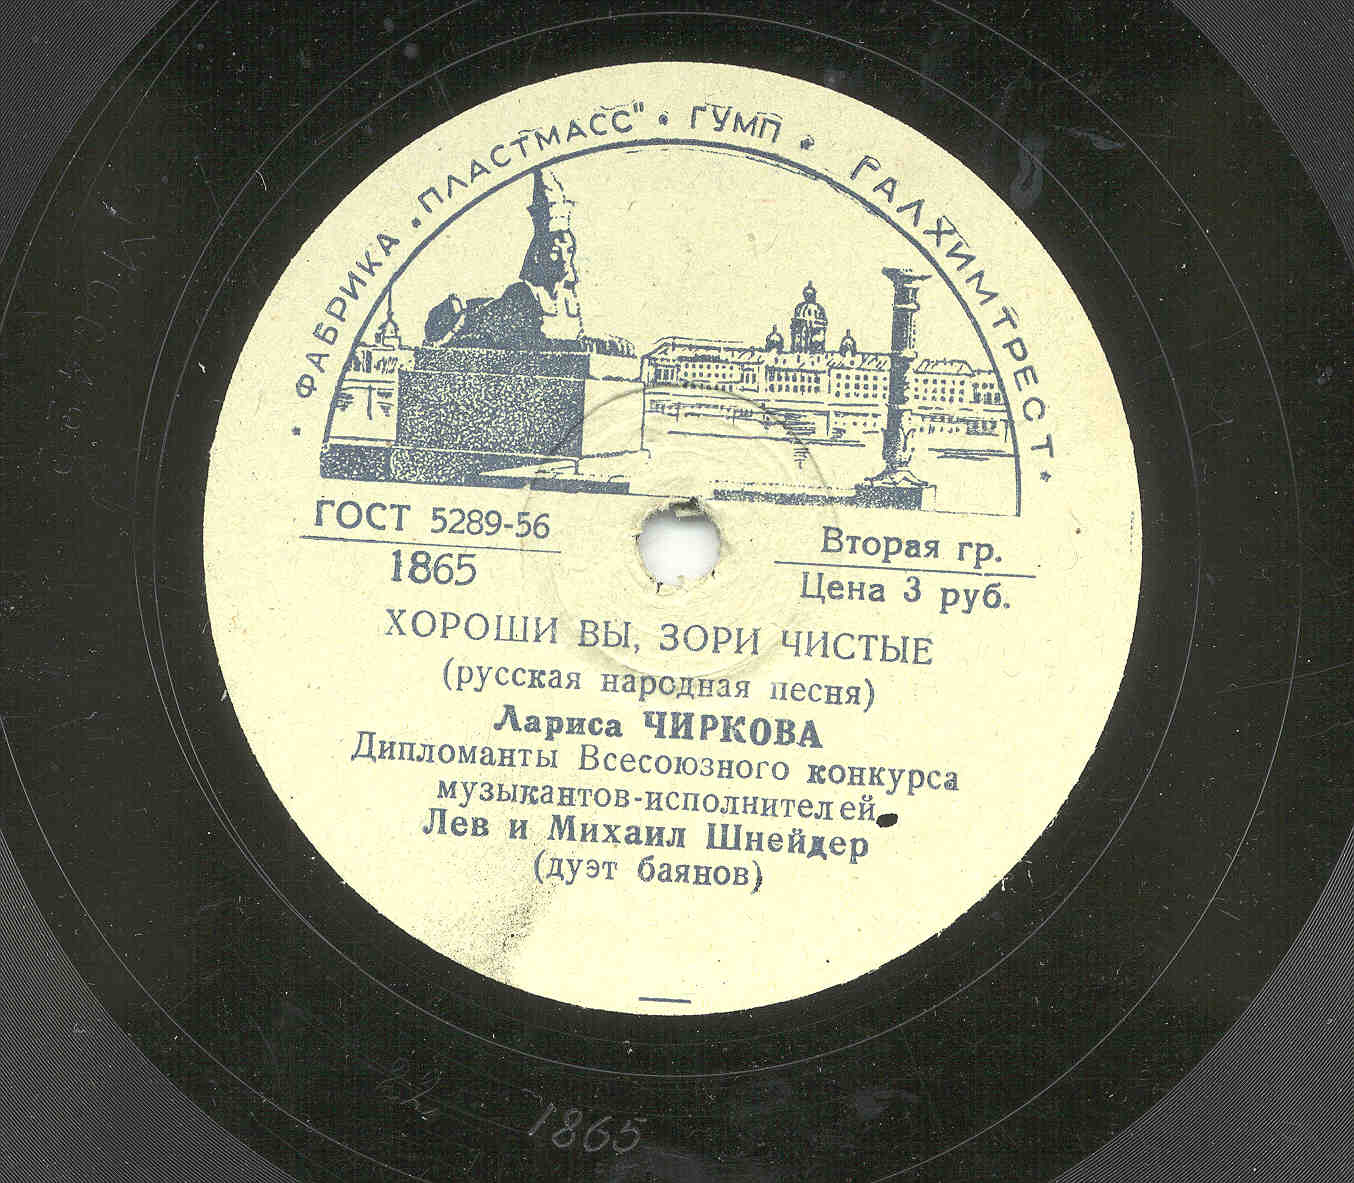 * ФАБРИКА „ПЛАСТМАСС" * ГУМП * ГАЛХИМТРЕСТ *
ГОСТ 5289-56
1865
Вторая гр.
Цена 3 руб.
ХОРОШИ ВЫ, ЗОРИ ЧИСТЫЕ
(русская народная песня)
Лариса ЧИРКОВА
Дипломанты Всесоюзного конкурса
музыкантов-исполнителей
Лев и Михаил Шнейдер
(дуэт баянов)
1865